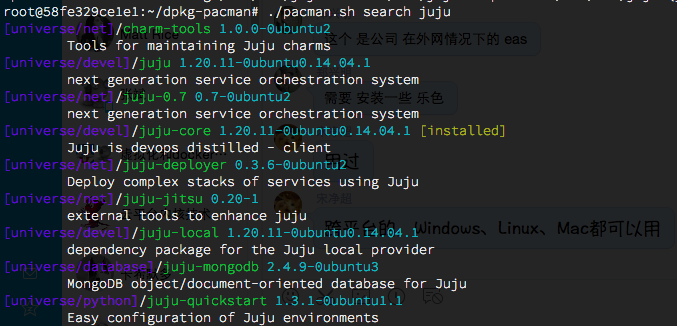 root@58fe329ce1e1:~/dpkg-pacman# ./pacman.sh search juju
[universe/net]/charm-tools 1.0.0-0ubuntu2
Tools for maintaining Juju charms
[universe/devel]/juju 1.20.11-0ubuntu0.14.04.1
next generation service orchestration system
[universe/net]/juju-0.7 0.7-0ubuntu2
next generation service orchestration system
[universe/devel]/juju-core 1.20.11-0ubuntu0.14.04.1 [installed]
Juju is devops distilled - client
[universe/net]/juju-deployer 0.3.6-0ubuntu2
Deploy complex stacks of services using Juju
[universe/net]/juju-jitsu 0.20-1
external tools to enhance juju
[universe/devel]/juju-local 1.20.11-0ubuntu0.14.04.1
dependency package for the Juju local provider
[universe/database]/juju-mongodb 2.4.9-0ubuntu3
MongoDB object/document-oriented database for Juju
[universe/python]/juju-quickstart 1.3.1-0ubuntu1.1
Easy configuration of Juju environments
Matt Rice
这个 是公司 在外网情况下的 eas
需要 安装一些 乐色
用过
跨平台的，Windows、Linux、Mac都可以用